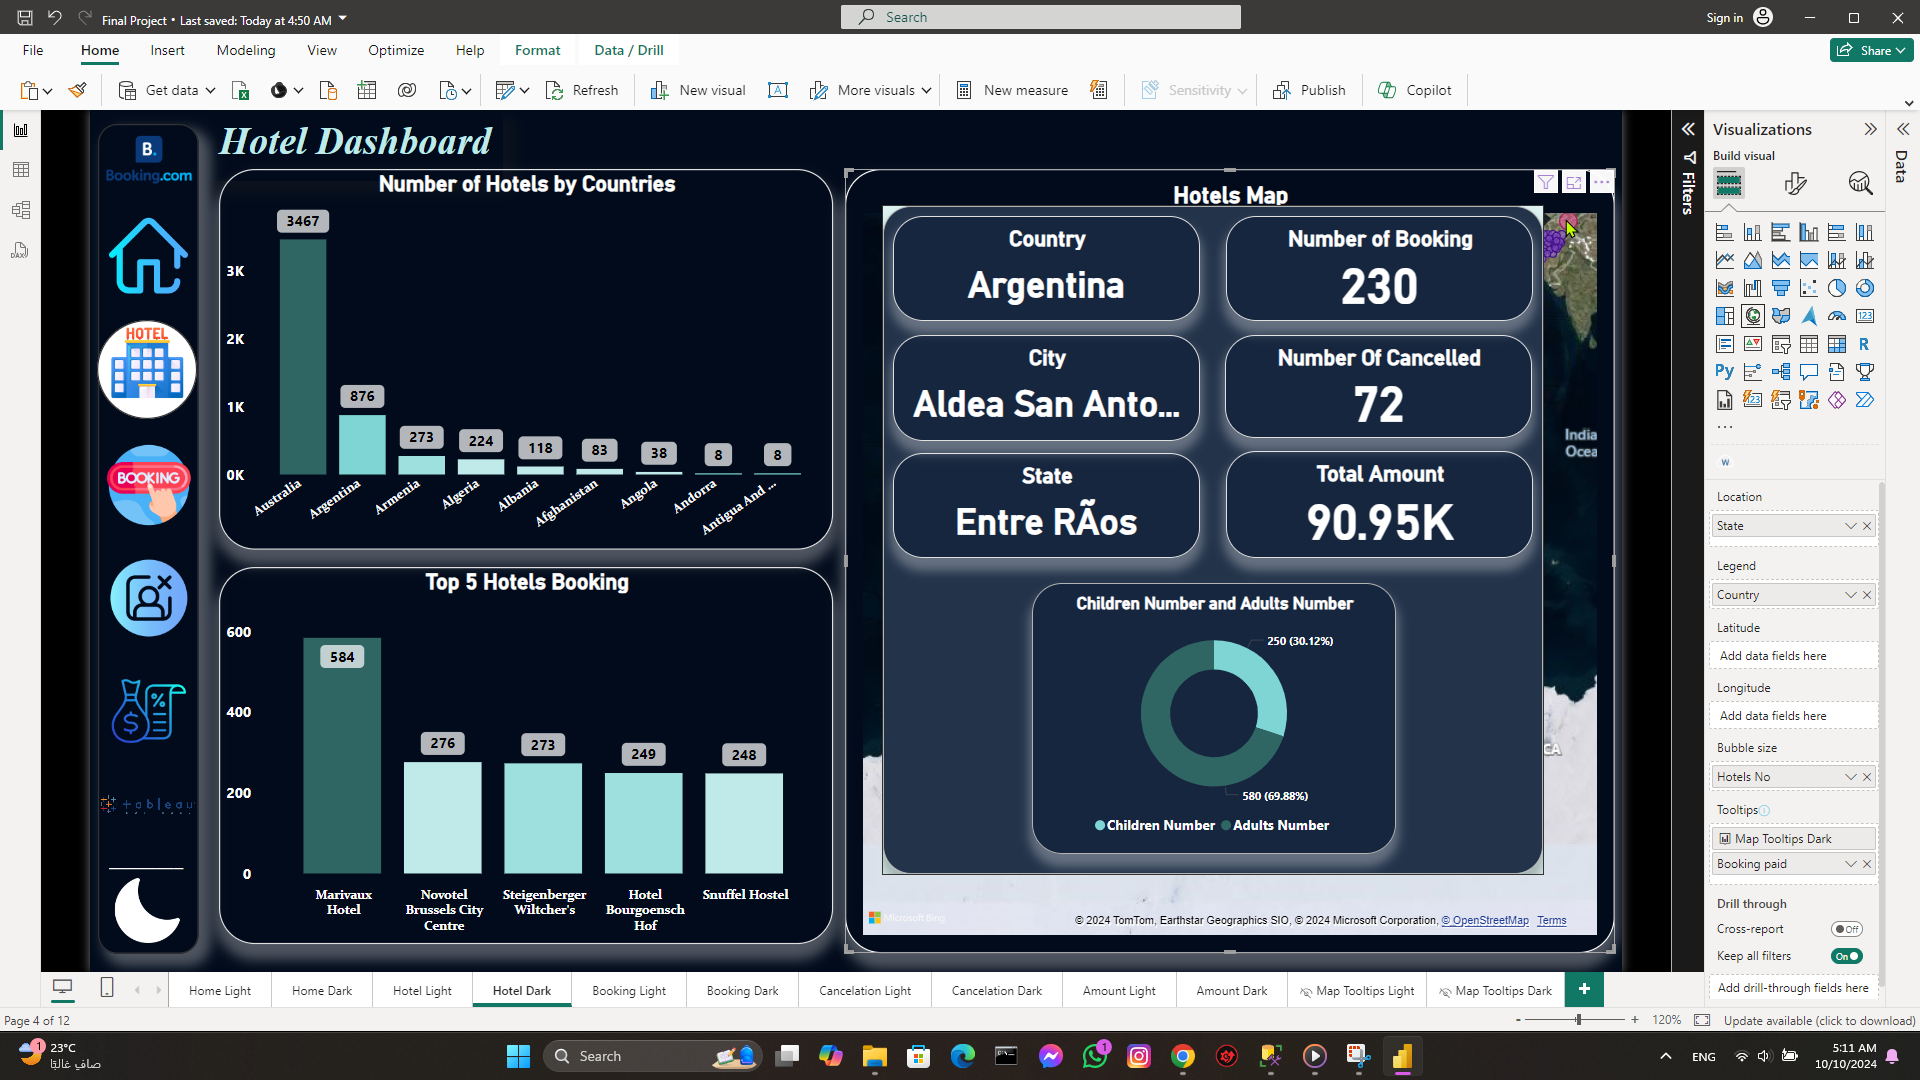 Final Project • Last saved: Today at 4:50 AM
Search
Sign in
File
Home
Insert
Modeling
View
Optimize
Help
Format
Data / Drill
Share
Get data
Refresh
New visual
More visuals
New measure
Sensitivity
Publish
Copilot
B.
Booking.com
HOTEL
BOOKING
Hotel Dashboard
Number of Hotels by Countries
3467
876
273
224
118
83
38
8
8
3K
2K
1K
0K
Australia
Argentina
Armenia
Algeria
Albania
Afghanistan
Angola
Andorra
Antigua And ...
Top 5 Hotels Booking
600
400
200
0
584
276
273
249
248
Marivaux Hotel
Novotel Brussels City Centre
Steigenberger Wiltcher's
Hotel Bourgoensch Hof
Snuffel Hostel
Hotels Map
Country
Argentina
Number of Booking
230
City
Aldea San Anto...
Number Of Cancelled
72
State
Entre RÃos
Total Amount
90.95K
Children Number and Adults Number
250 (30.12%)
580 (69.88%)
Children Number
Adults Number
India
Ocea
CA
Microsoft Bing
© 2024 TomTom, Earthstar Geographics SIO, © 2024 Microsoft Corporation, © OpenStreetMap Terms
Filters
Visualizations
Build visual
Data
Location
State
Legend
Country
Latitude
Add data fields here
Longitude
Add data fields here
Bubble size
Hotels No
Tooltips
Map Tooltips Dark
Booking paid
Drill through
Cross-report
Off
Keep all filters
On
Add drill-through fields here
Home Light
Home Dark
Hotel Light
Hotel Dark
Booking Light
Booking Dark
Cancelation Light
Cancelation Dark
Amount Light
Amount Dark
Map Tooltips Light
Map Tooltips Dark
Page 4 of 12
120%
Update available (click to download)
23°C
صافٍ غالبًا
Search
ENG
5:11 AM
10/10/2024